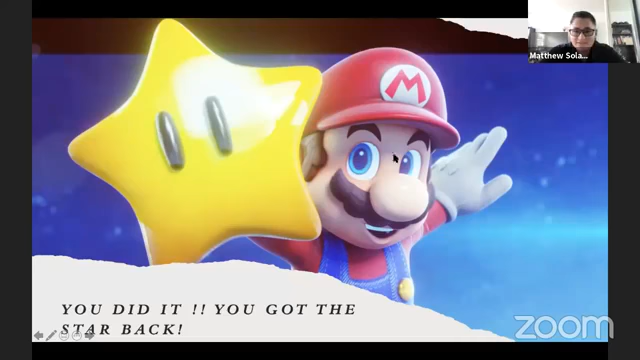 Matthew Sola...
M
YOU DID IT !! YOU GOT THE
STAR BACK!
zoom